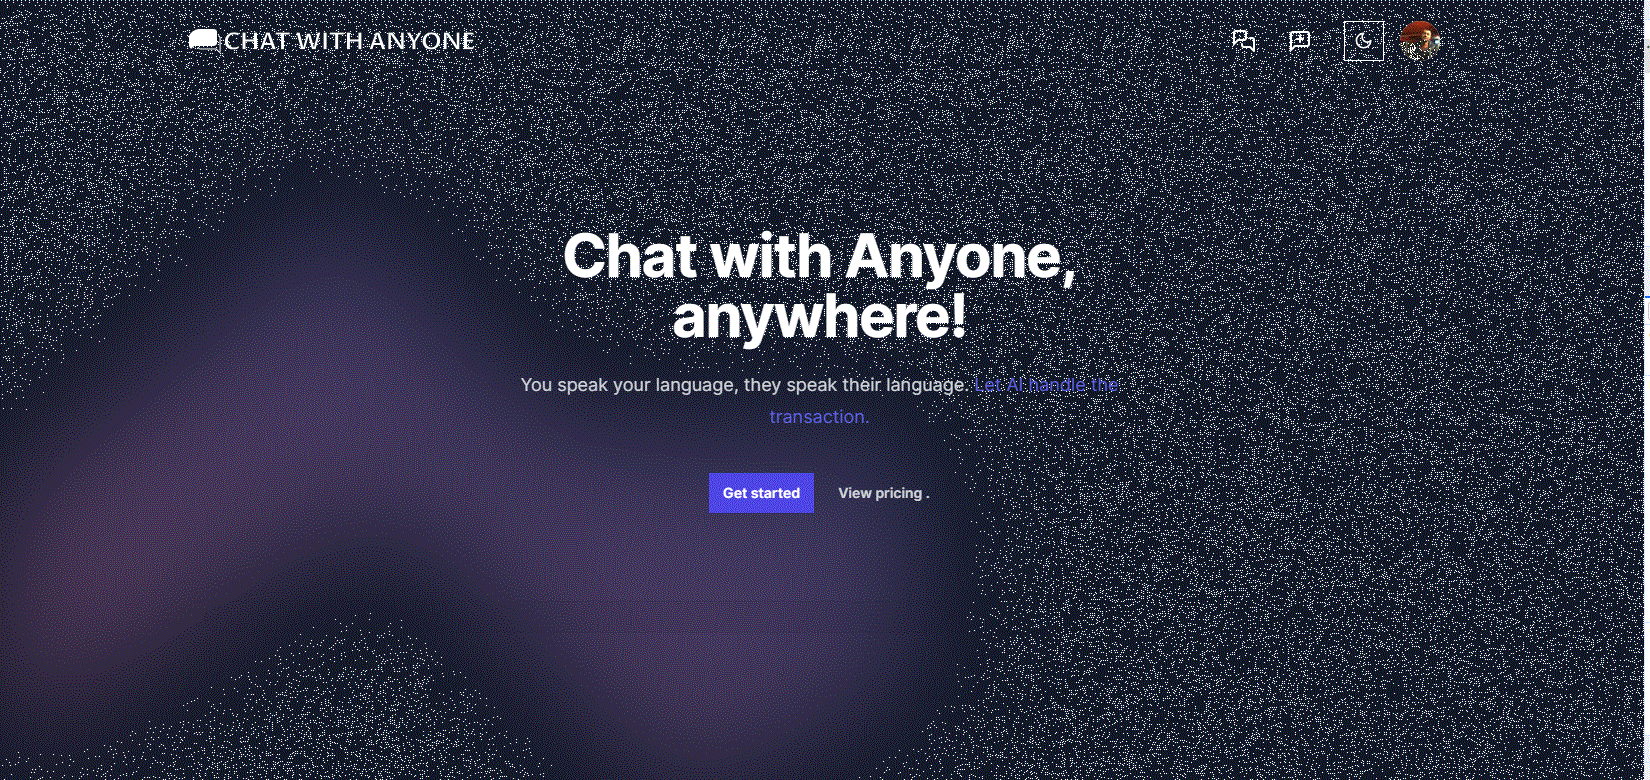 CHAT WITH ANYONE
Chat with Anyone,
anywhere!
You speak your language, they speak their language. Let AI handle the
transaction.
Get started
View pricing .